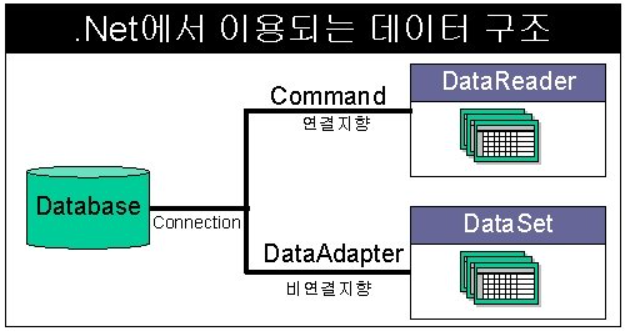 .Net에서 이용되는 데이터 구조
Command
연결지향
DataReader
Database
Connection
DataAdapter
비연결지향
DataSet